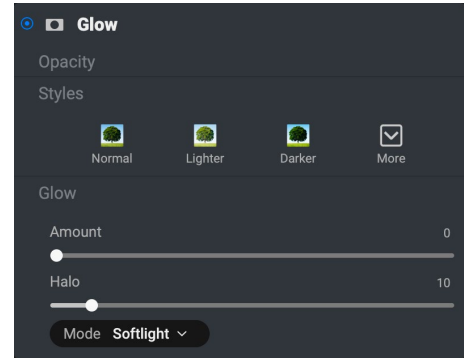 Glow
Opacity
Styles
Normal Lighter Darker More
Glow
Amount 0
Halo 10
Mode Softlight